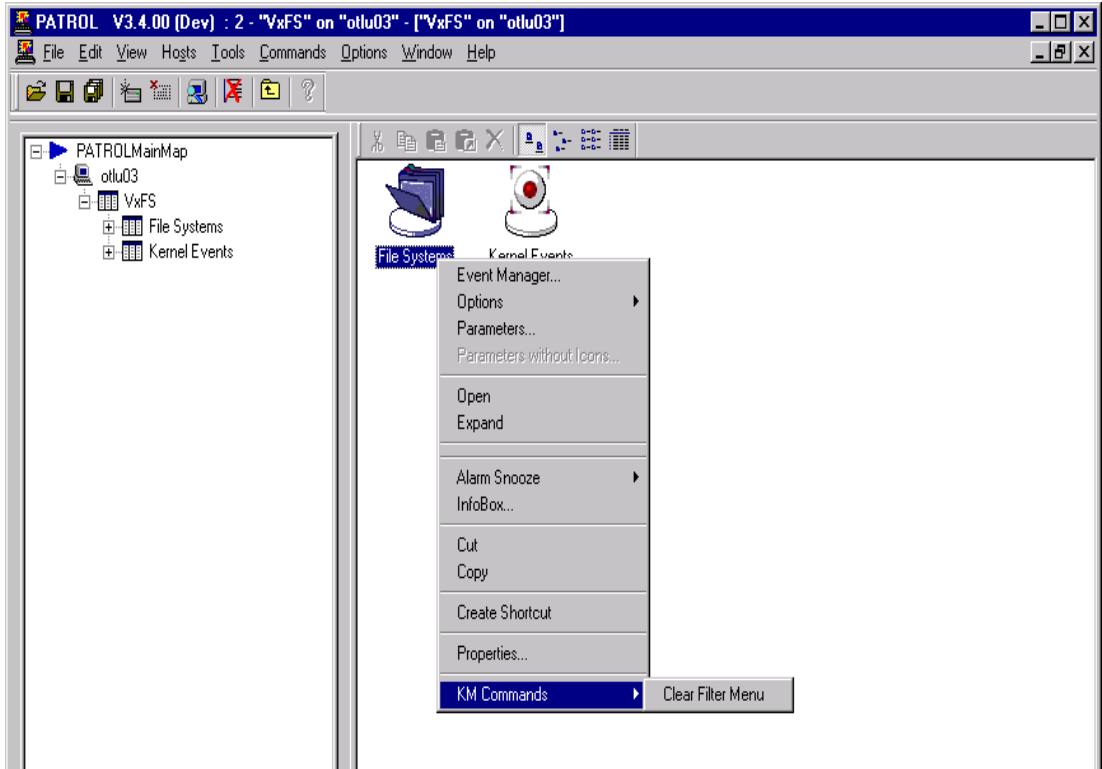 PATROL V3.4.00 (Dev) : 2 - "VxFS" on "otlu03" - ["VxFS" on "otlu03"]
File Edit View Hosts Tools Commands Options Window Help
PATROLMainMap
otlu03
VxFS
File Systems
Kernel Events
File Systems Kernel Events
Event Manager...
Options
Parameters...
Parameters without Icons...
Open
Expand
Alarm Snooze
InfoBox...
Cut
Copy
Create Shortcut
Properties...
KM Commands Clear Filter Menu